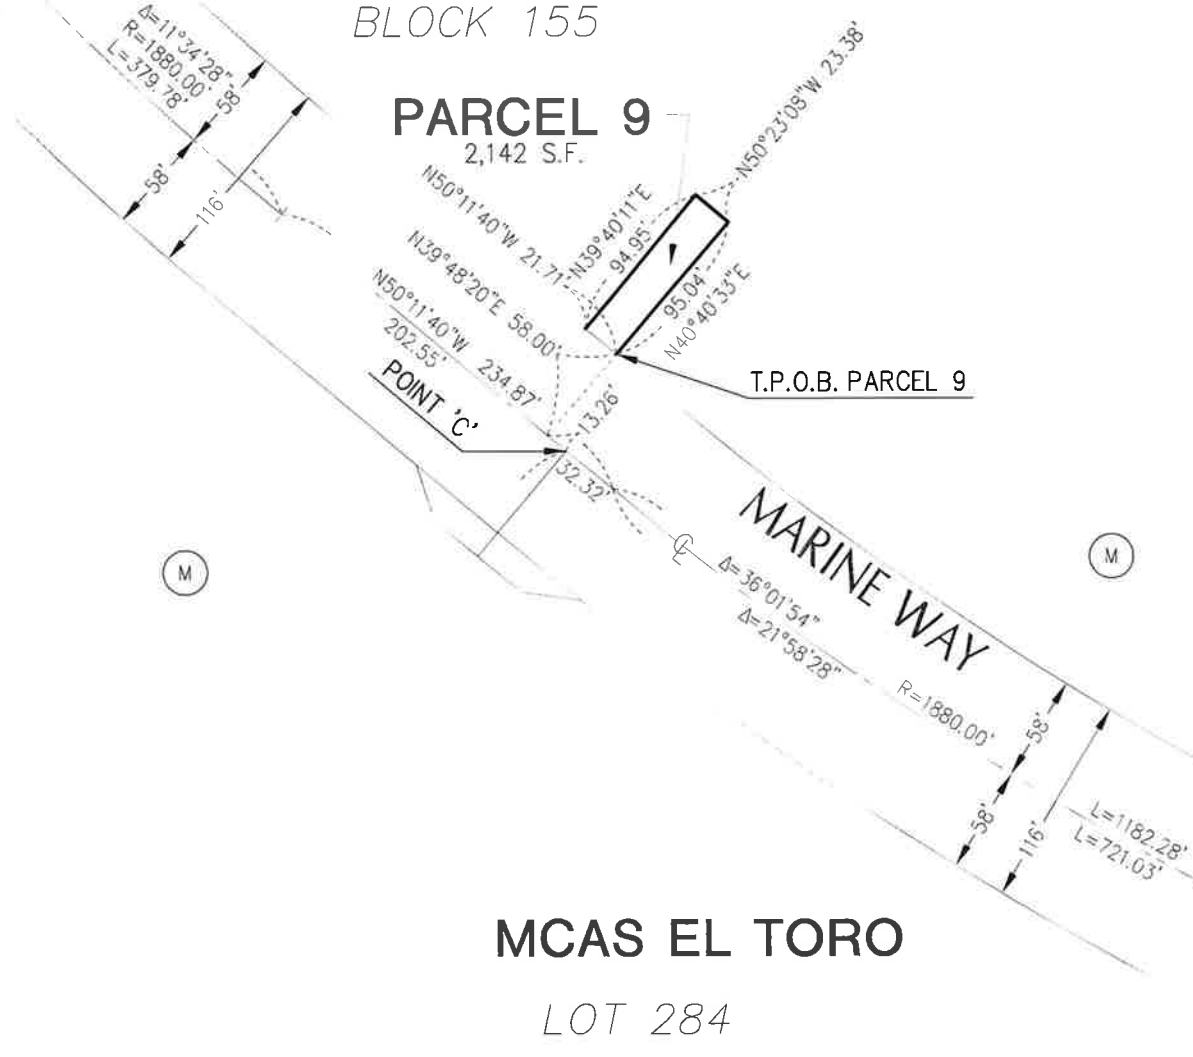 BLOCK 155
Δ=11°34'28"
R=1880.00'
L=379.78'
58'
58'
116'
PARCEL 9
2,142 S.F.
N50°23'08"W 23.38'
N50°11'40"W 21.71'
N39°40'11"E
94.95'
N39°48'20"E 58.00'
95.04'
N40°40'33"E
N50°11'40"W 234.87'
202.55'
POINT 'C'
T.P.O.B. PARCEL 9
13.26'
32.32'
MARINE WAY
M
M
℄
Δ=36°01'54"
Δ=21°58'28"
R=1880.00'
58'
58'
116'
L=1182.28'
L=721.03'
MCAS EL TORO
LOT 284